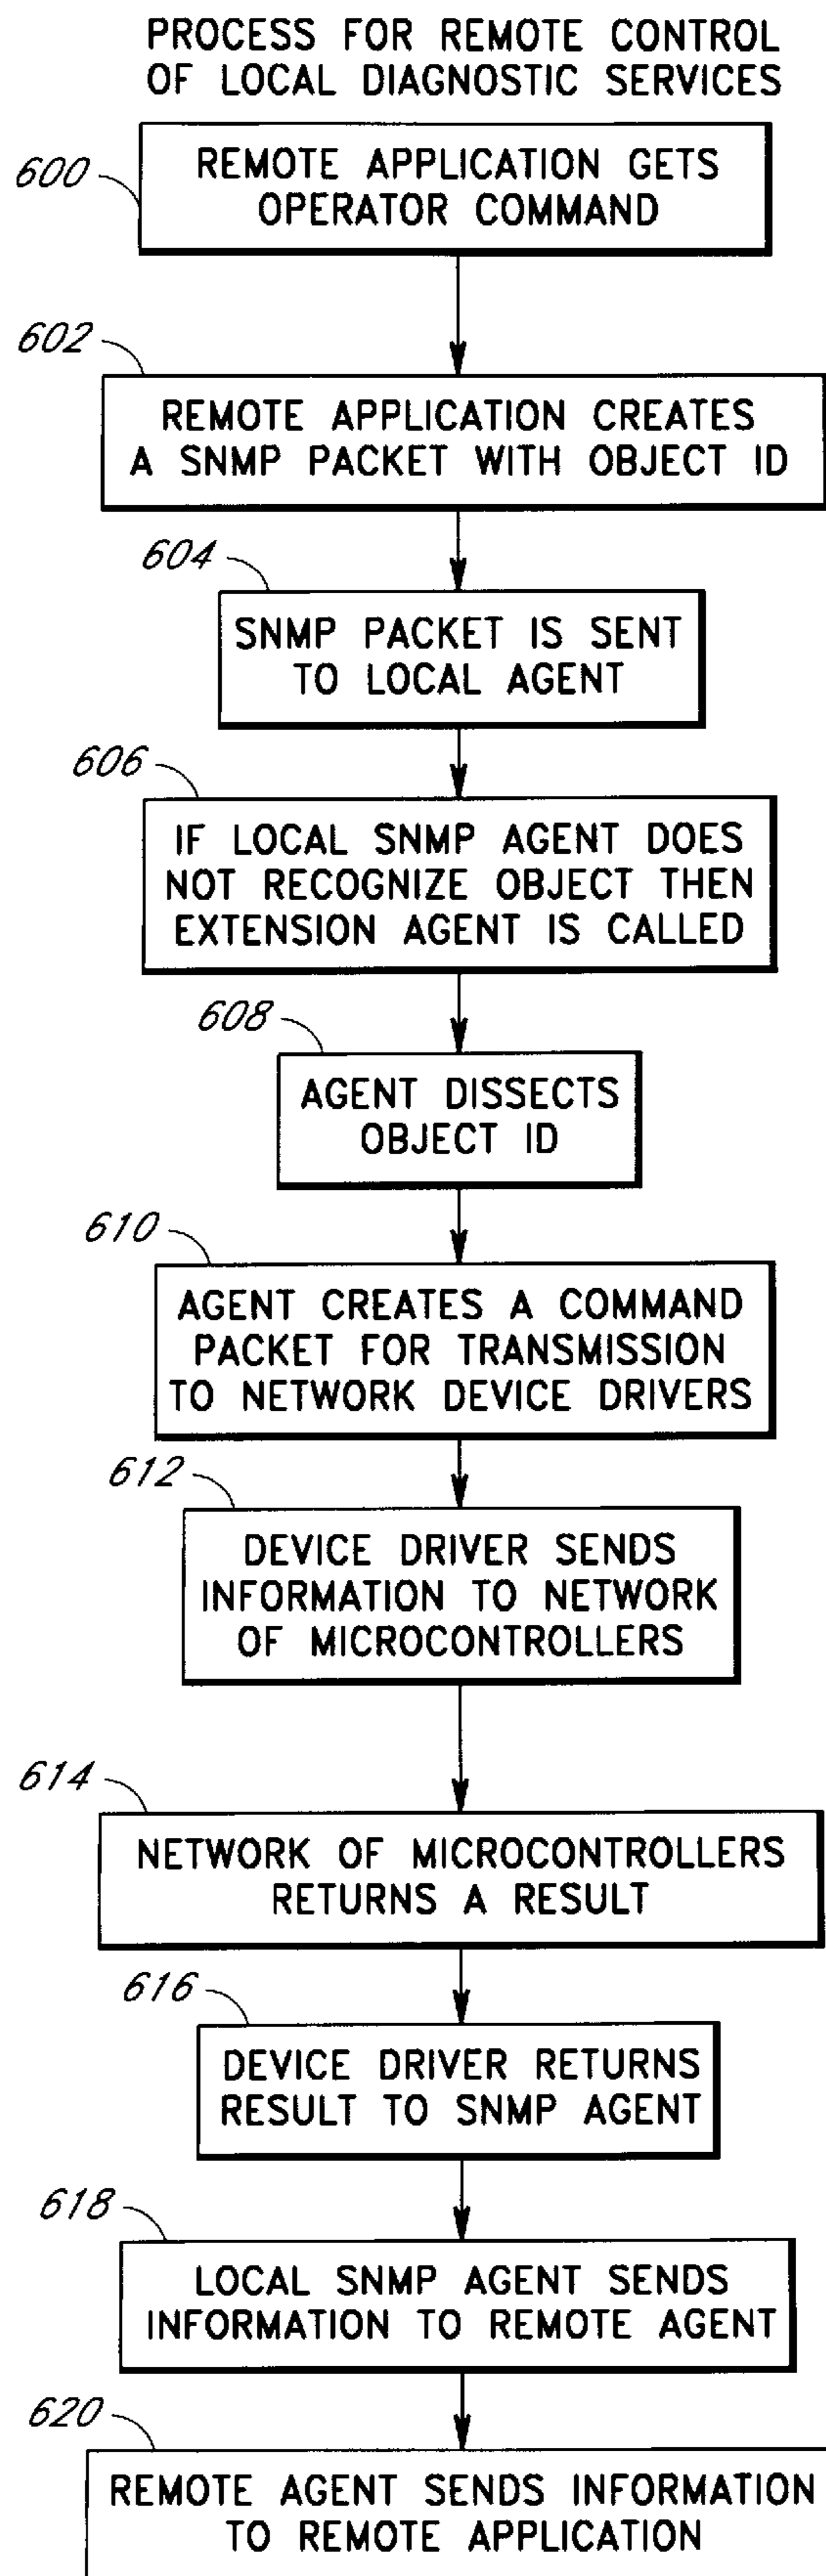 PROCESS FOR REMOTE CONTROL
OF LOCAL DIAGNOSTIC SERVICES
600
REMOTE APPLICATION GETS
OPERATOR COMMAND
602
REMOTE APPLICATION CREATES
A SNMP PACKET WITH OBJECT ID
604
SNMP PACKET IS SENT
TO LOCAL AGENT
606
IF LOCAL SNMP AGENT DOES
NOT RECOGNIZE OBJECT THEN
EXTENSION AGENT IS CALLED
608
AGENT DISSECTS
OBJECT ID
610
AGENT CREATES A COMMAND
PACKET FOR TRANSMISSION
TO NETWORK DEVICE DRIVERS
612
DEVICE DRIVER SENDS
INFORMATION TO NETWORK
OF MICROCONTROLLERS
614
NETWORK OF MICROCONTROLLERS
RETURNS A RESULT
616
DEVICE DRIVER RETURNS
RESULT TO SNMP AGENT
618
LOCAL SNMP AGENT SENDS
INFORMATION TO REMOTE AGENT
620
REMOTE AGENT SENDS INFORMATION
TO REMOTE APPLICATION